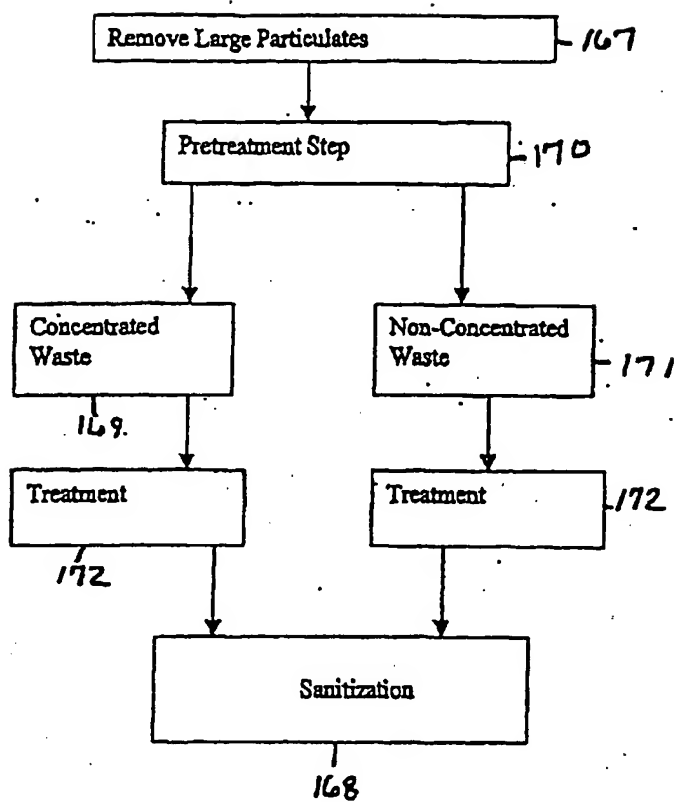 Remove Large Particulates
167
Pretreatment Step
170
Concentrated
Waste
169.
Non-Concentrated
Waste
171
Treatment
172
Treatment
172
Sanitization
168